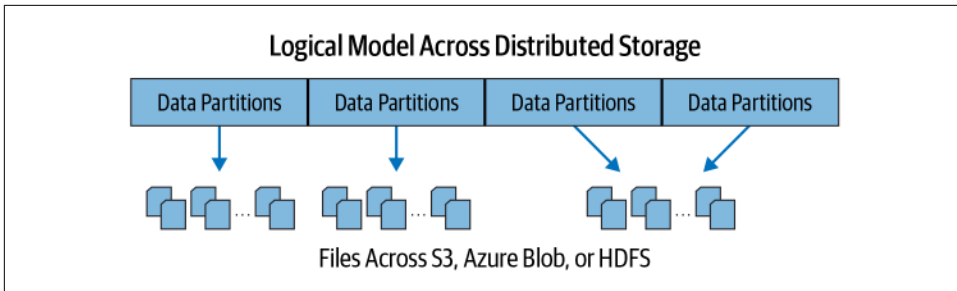 Logical Model Across Distributed Storage
Data Partitions Data Partitions Data Partitions Data Partitions
... ... ...
Files Across S3, Azure Blob, or HDFS